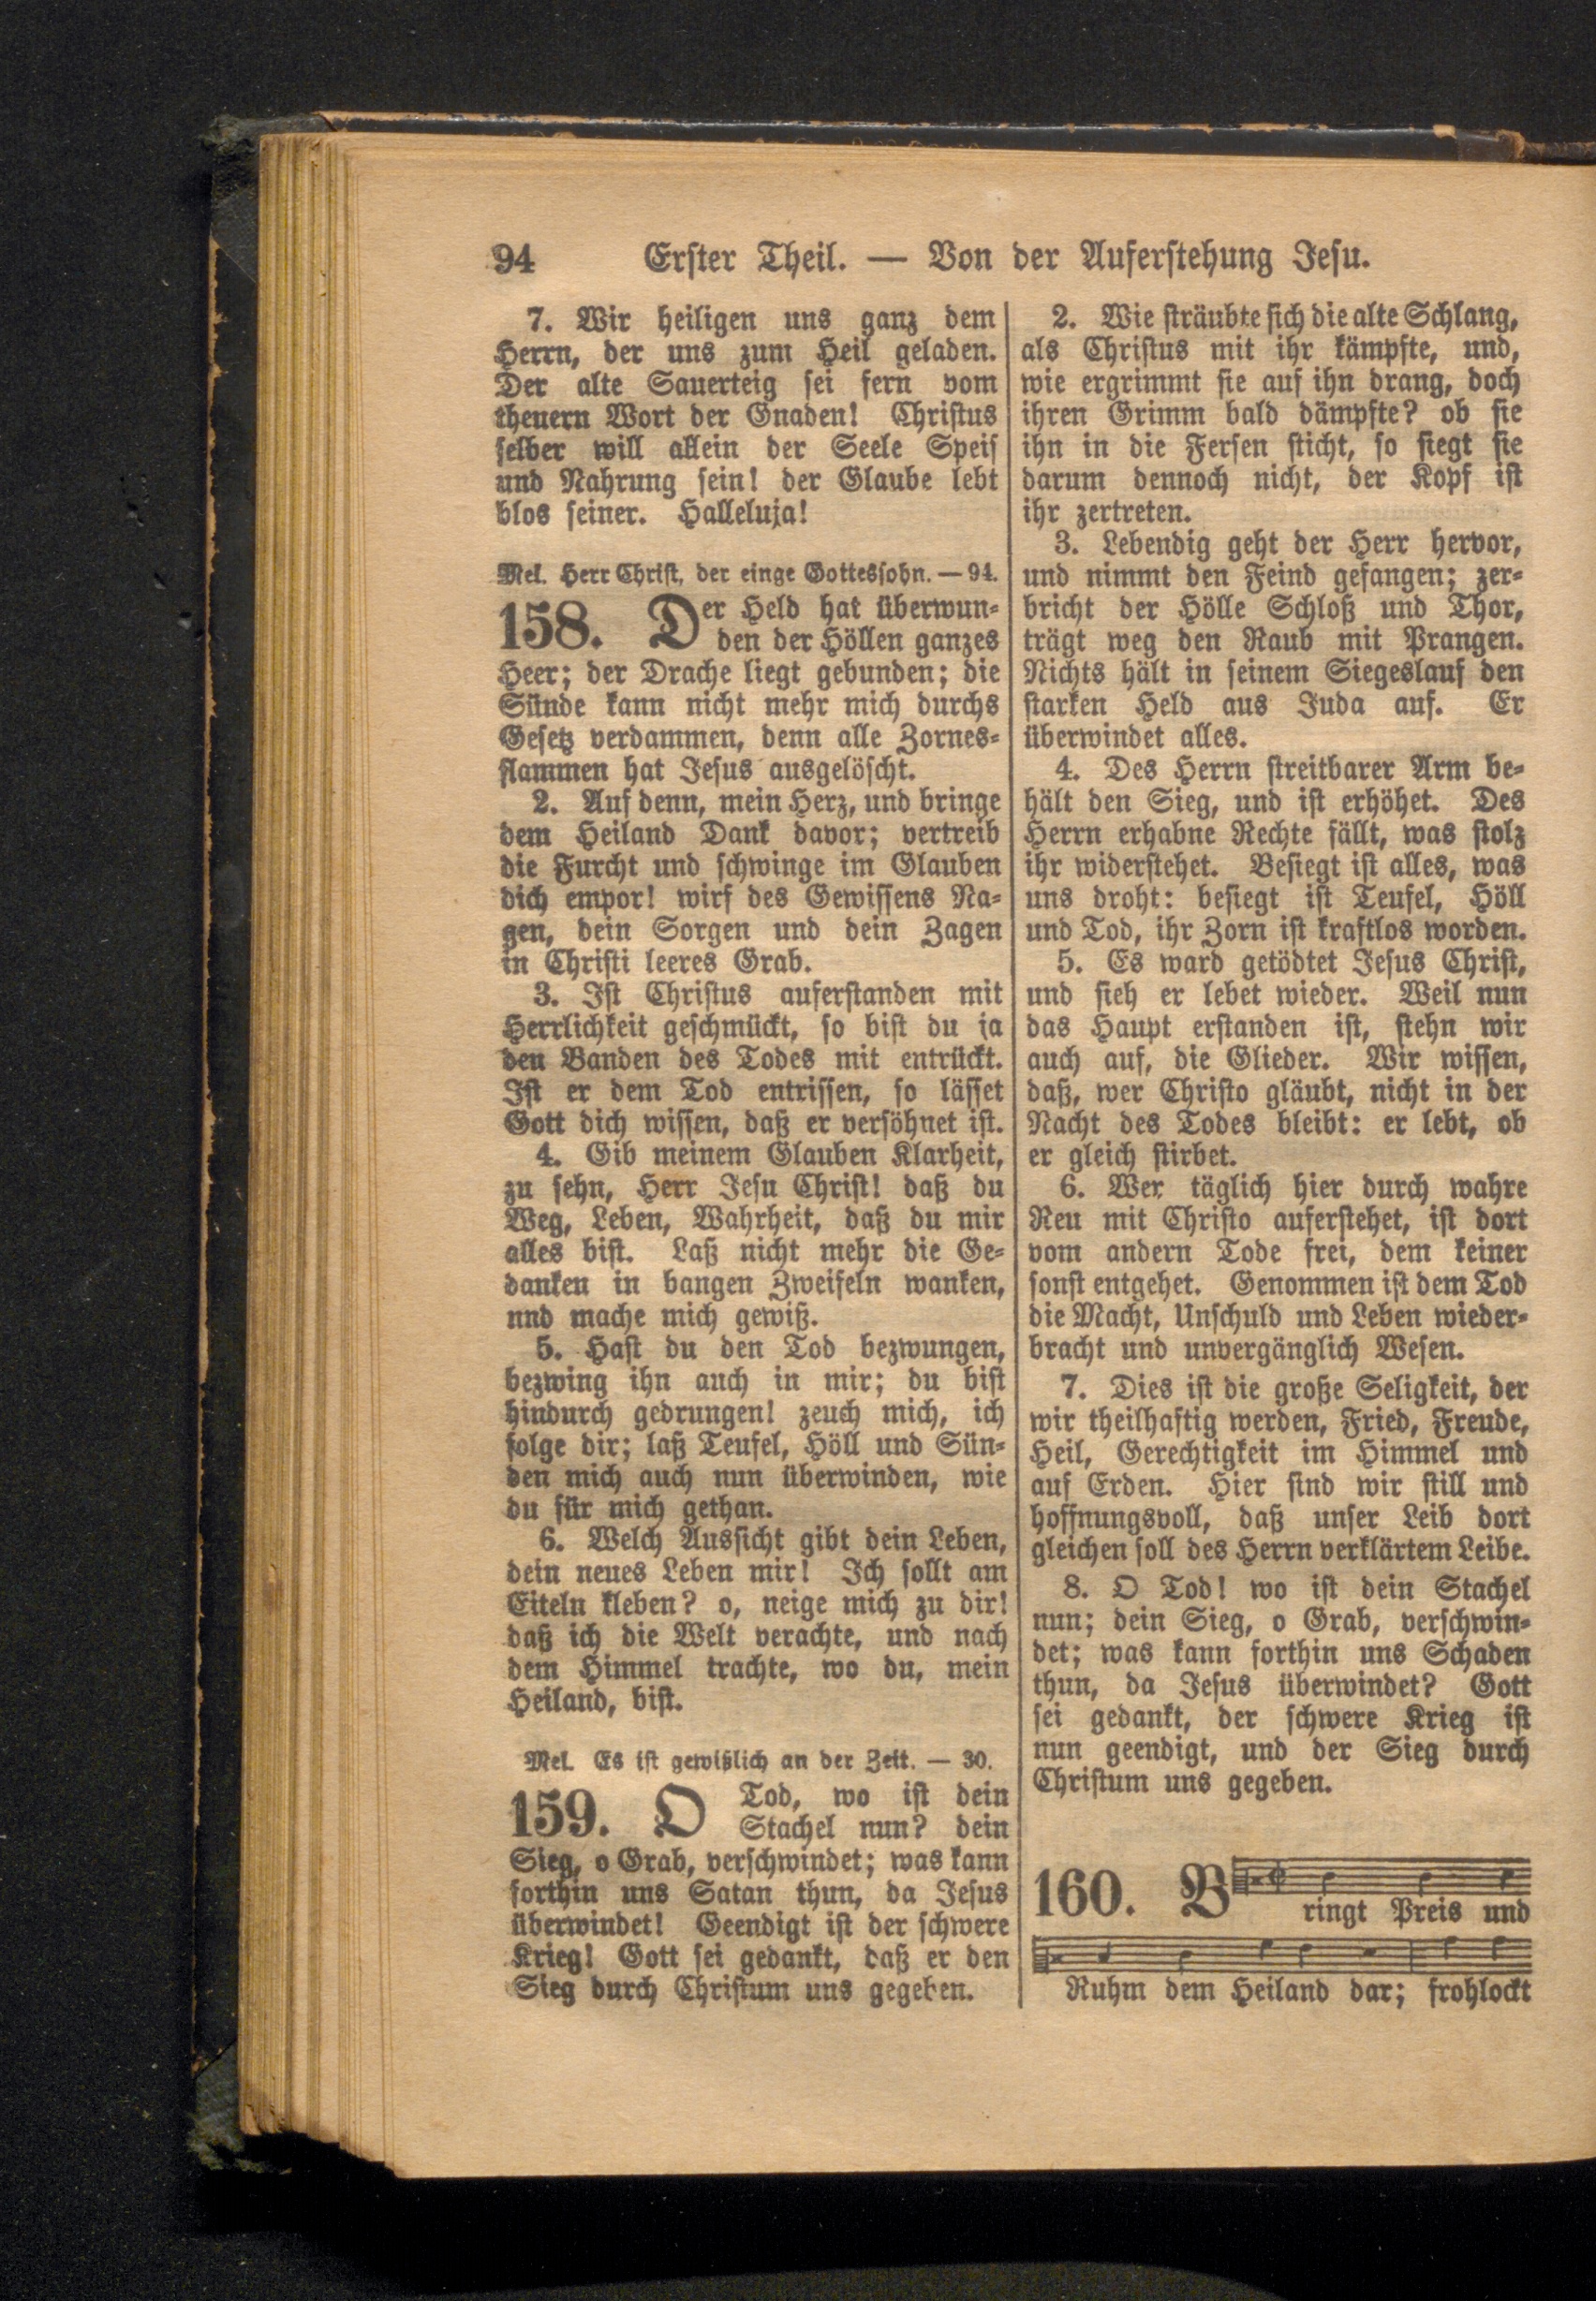 94 Erster Theil. — Von der Auferstehung Jesu.
7. Wir heiligen uns ganz dem
Herrn, der uns zum Heil geladen.
Der alte Sauerteig sei fern vom
theuern Wort der Gnaden! Christus
selber will allein der Seele Speis
und Nahrung sein! der Glaube lebt
blos seiner. Halleluja!
Mel. Herr Christ, der einge Gottessohn. — 94.
158. Der Held hat überwun-
den der Höllen ganzes
Heer; der Drache liegt gebunden; die
Sünde kann nicht mehr mich durchs
Gesetz verdammen, denn alle Zornes-
flammen hat Jesus ausgelöscht.
2. Auf denn, mein Herz, und bringe
dem Heiland Dank davor; vertreib
die Furcht und schwinge im Glauben
dich empor! wirf des Gewissens Na-
gen, dein Sorgen und dein Zagen
in Christi leeres Grab.
3. Ist Christus auferstanden mit
Herrlichkeit geschmückt, so bist du ja
den Banden des Todes mit entrückt.
Ist er dem Tod entrissen, so lässet
Gott dich wissen, daß er versöhnet ist.
4. Gib meinem Glauben Klarheit,
zu sehn, Herr Jesu Christ! daß du
Weg, Leben, Wahrheit, daß du mir
alles bist. Laß nicht mehr die Ge-
danken in bangen Zweifeln wanken,
und mache mich gewiß.
5. Hast du den Tod bezwungen,
bezwing ihn auch in mir; du bist
hindurch gedrungen! zeuch mich, ich
folge dir; laß Teufel, Höll und Sün-
den mich auch nun überwinden, wie
du für mich gethan.
6. Welch Aussicht gibt dein Leben,
dein neues Leben mir! Ich sollt am
Eiteln kleben? o, neige mich zu dir!
daß ich die Welt verachte, und nach
dem Himmel trachte, wo du, mein
Heiland, bist.
Mel. Es ist gewißlich an der Zeit. — 30.
159. O Tod, wo ist dein
Stachel nun? dein
Sieg, o Grab, verschwindet; was kann
forthin uns Satan thun, da Jesus
überwindet! Geendigt ist der schwere
Krieg! Gott sei gedankt, daß er den
Sieg durch Christum uns gegeben.
2. Wie sträubte sich die alte Schlang,
als Christus mit ihr kämpfte, und,
wie ergrimmt sie auf ihn drang, doch
ihren Grimm bald dämpfte? ob sie
ihn in die Fersen sticht, so siegt sie
darum dennoch nicht, der Kopf ist
ihr zertreten.
3. Lebendig geht der Herr hervor,
und nimmt den Feind gefangen; zer-
bricht der Hölle Schloß und Thor,
trägt weg den Raub mit Prangen.
Nichts hält in seinem Siegeslauf den
starken Held aus Juda auf. Er
überwindet alles.
4. Des Herrn streitbarer Arm be-
hält den Sieg, und ist erhöhet. Des
Herrn erhabne Rechte fällt, was stolz
ihr widerstehet. Besiegt ist alles, was
uns droht: besiegt ist Teufel, Höll
und Tod, ihr Zorn ist kraftlos worden.
5. Es ward getödtet Jesus Christ,
und sieh er lebet wieder. Weil nun
das Haupt erstanden ist, stehn wir
auch auf, die Glieder. Wir wissen,
daß, wer Christo gläubt, nicht in der
Nacht des Todes bleibt: er lebt, ob
er gleich stirbet.
6. Wer täglich hier durch wahre
Reu mit Christo auferstehet, ist dort
vom andern Tode frei, dem keiner
sonst entgehet. Genommen ist dem Tod
die Macht, Unschuld und Leben wieder-
bracht und unvergänglich Wesen.
7. Dies ist die große Seligkeit, der
wir theilhaftig werden, Fried, Freude,
Heil, Gerechtigkeit im Himmel und
auf Erden. Hier sind wir still und
hoffnungsvoll, daß unser Leib dort
gleichen soll des Herrn verklärtem Leibe.
8. O Tod! wo ist dein Stachel
nun; dein Sieg, o Grab, verschwin-
det; was kann forthin uns Schaden
thun, da Jesus überwindet? Gott
sei gedankt, der schwere Krieg ist
nun geendigt, und der Sieg durch
Christum uns gegeben.
160. Bringt Preis und
Ruhm dem Heiland dar; frohlockt